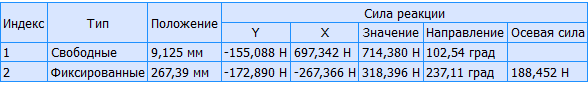 Индекс Тип Положение Сила реакции
Y X Значение Направление Осевая сила
1 Свободные 9,125 мм -155,088 Н 697,342 Н 714,380 Н 102,54 град
2 Фиксированные 267,39 мм -172,890 Н -267,366 Н 318,396 Н 237,11 град 188,452 Н